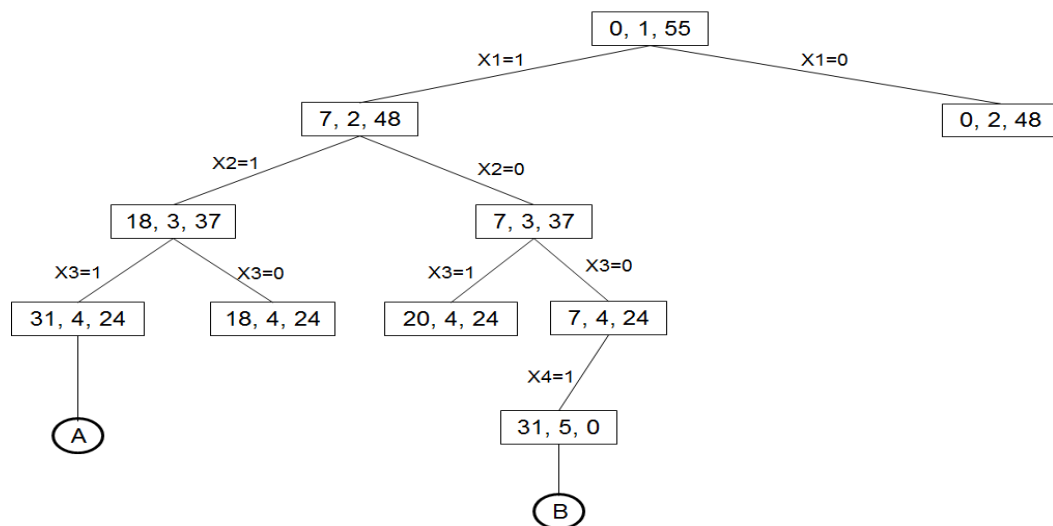 0, 1, 55
X1=1
X1=0
7, 2, 48
0, 2, 48
X2=1
X2=0
18, 3, 37
7, 3, 37
X3=1
X3=0
X3=1
X3=0
31, 4, 24
18, 4, 24
20, 4, 24
7, 4, 24
X4=1
A
31, 5, 0
B